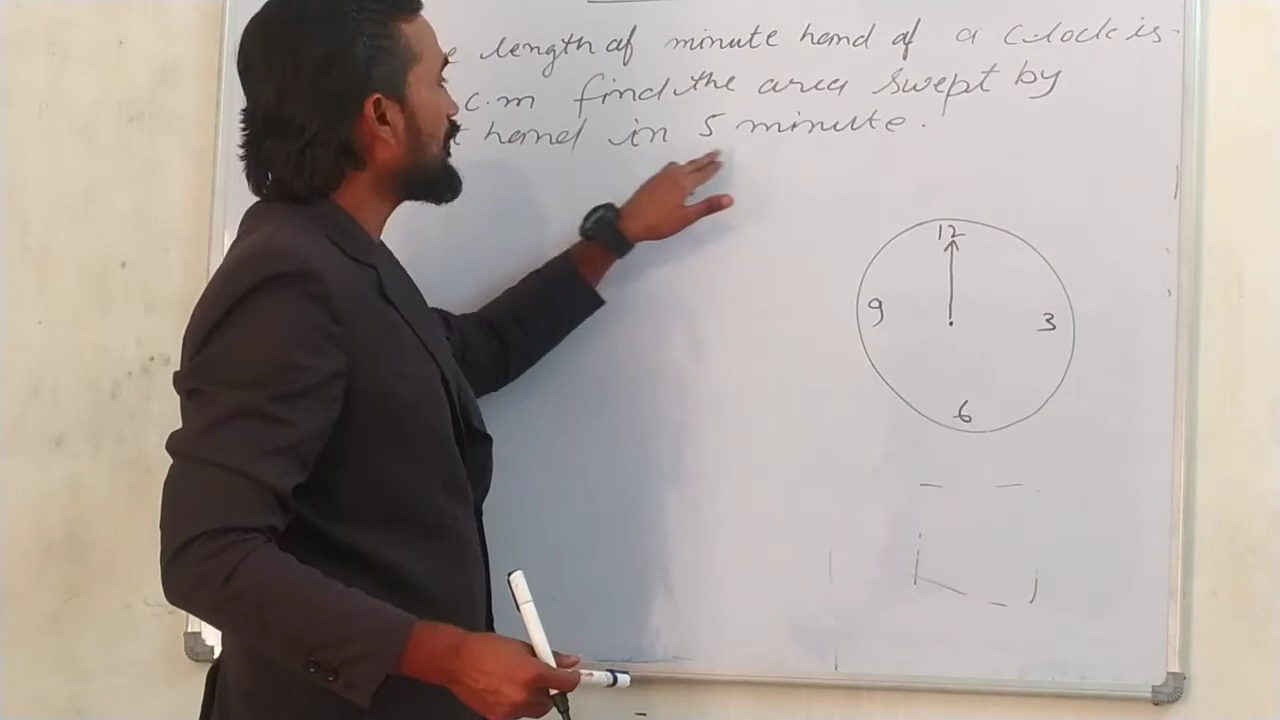 length of minute hand of a clock is.
c.m find the area swept by
hand in 5 minute.
12
9
3
6